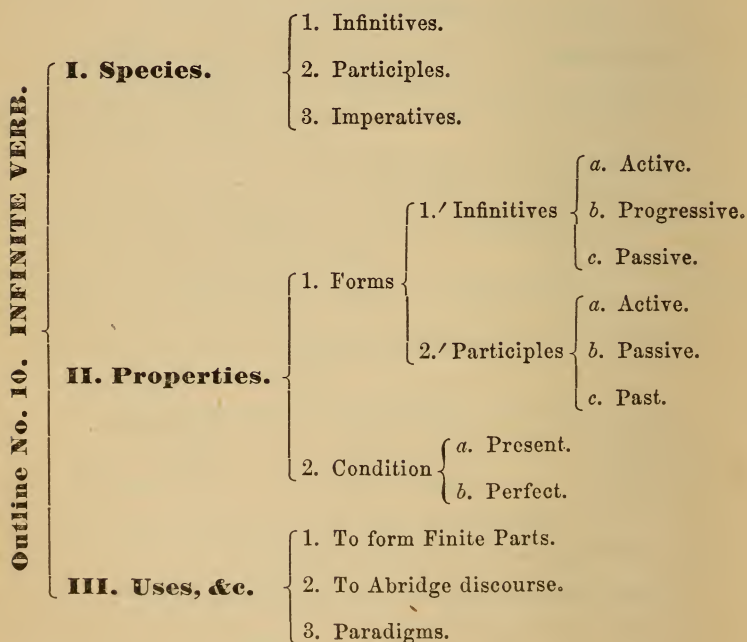 Outline No. 10. INFINITE VERB.
I. Species.
1. Infinitives.
2. Participles.
3. Imperatives.
II. Properties.
1. Forms
1.′ Infinitives
a. Active.
b. Progressive.
c. Passive.
2.′ Participles
a. Active.
b. Passive.
c. Past.
2. Condition
a. Present.
b. Perfect.
III. Uses, &c.
1. To form Finite Parts.
2. To Abridge discourse.
3. Paradigms.